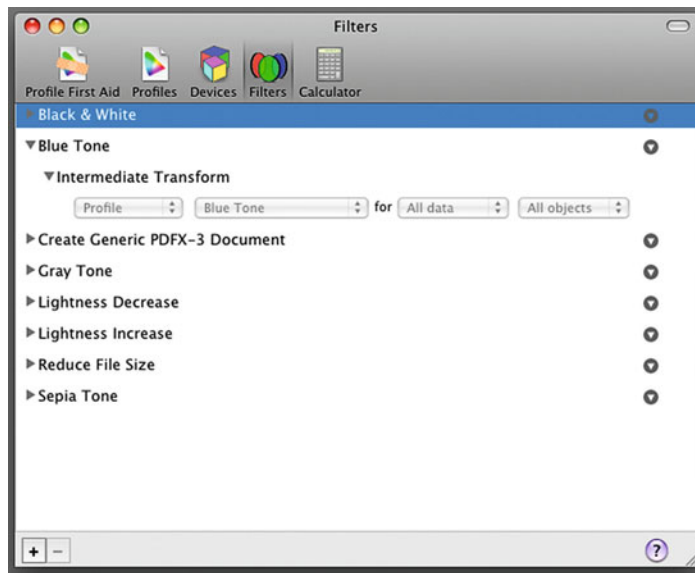 Filters
Profile First Aid Profiles Devices Filters Calculator
Black & White
Blue Tone
Intermediate Transform
Profile Blue Tone for All data All objects
Create Generic PDFX-3 Document
Gray Tone
Lightness Decrease
Lightness Increase
Reduce File Size
Sepia Tone
+ − ?